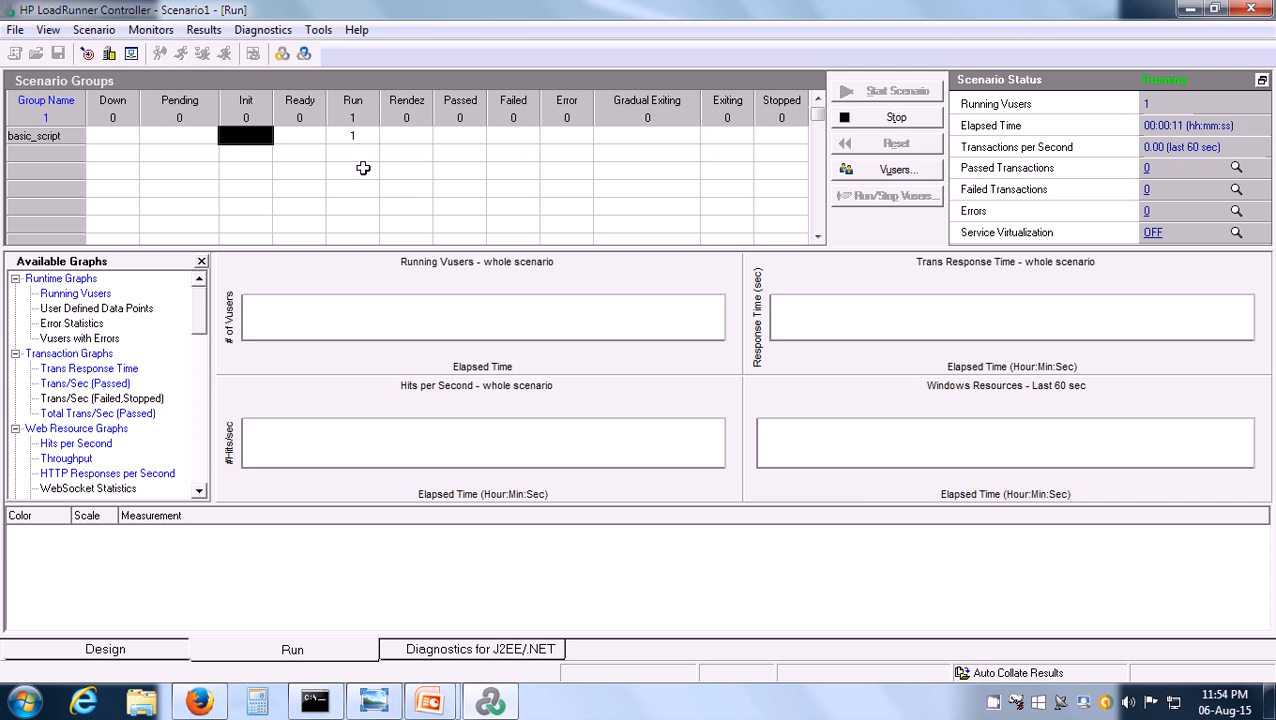 HP LoadRunner Controller - Scenario1 - [Run]
File View Scenario Monitors Results Diagnostics Tools Help
Scenario Groups
Group Name Down Pending Init Ready Run Rendez Passed Failed Error Gradual Exiting Exiting Stopped
1 0 0 0 0 1 0 0 0 0 0 0 0
basic_script 1
Start Scenario
Stop
Reset
Vusers...
Run/Stop Vusers...
Scenario Status Running
Running Vusers 1
Elapsed Time 00:00:11 (hh:mm:ss)
Transactions per Second 0.00 (last 60 sec)
Passed Transactions 0
Failed Transactions 0
Errors 0
Service Virtualization OFF
Available Graphs
Runtime Graphs
Running Vusers
User Defined Data Points
Error Statistics
Vusers with Errors
Transaction Graphs
Trans Response Time
Trans/Sec (Passed)
Trans/Sec (Failed,Stopped)
Total Trans/Sec (Passed)
Web Resource Graphs
Hits per Second
Throughput
HTTP Responses per Second
WebSocket Statistics
Running Vusers - whole scenario
# of Vusers
Elapsed Time
Trans Response Time - whole scenario
Response Time (sec)
Elapsed Time (Hour:Min:Sec)
Hits per Second - whole scenario
#Hits/sec
Elapsed Time (Hour:Min:Sec)
Windows Resources - Last 60 sec
Elapsed Time (Hour:Min:Sec)
Color Scale Measurement
Design Run Diagnostics for J2EE/.NET
Auto Collate Results
11:54 PM
06-Aug-15